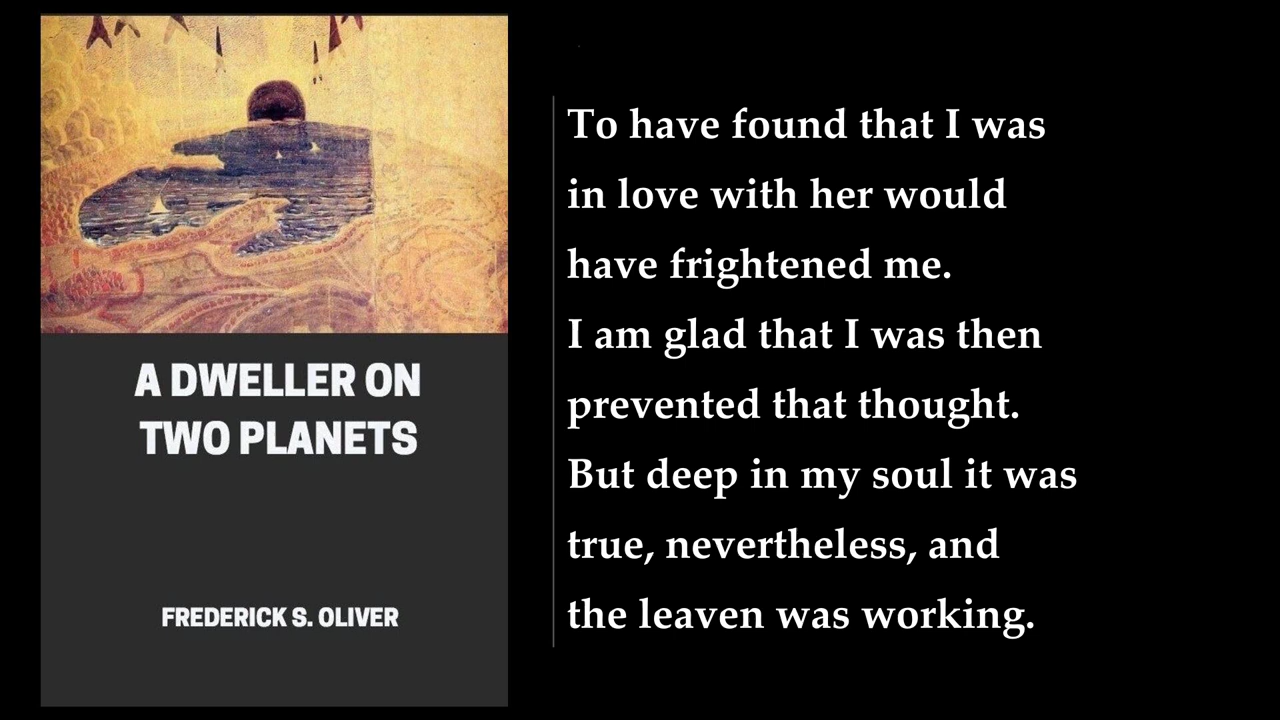 A DWELLER ON
TWO PLANETS
FREDERICK S. OLIVER
To have found that I was
in love with her would
have frightened me.
I am glad that I was then
prevented that thought.
But deep in my soul it was
true, nevertheless, and
the leaven was working.